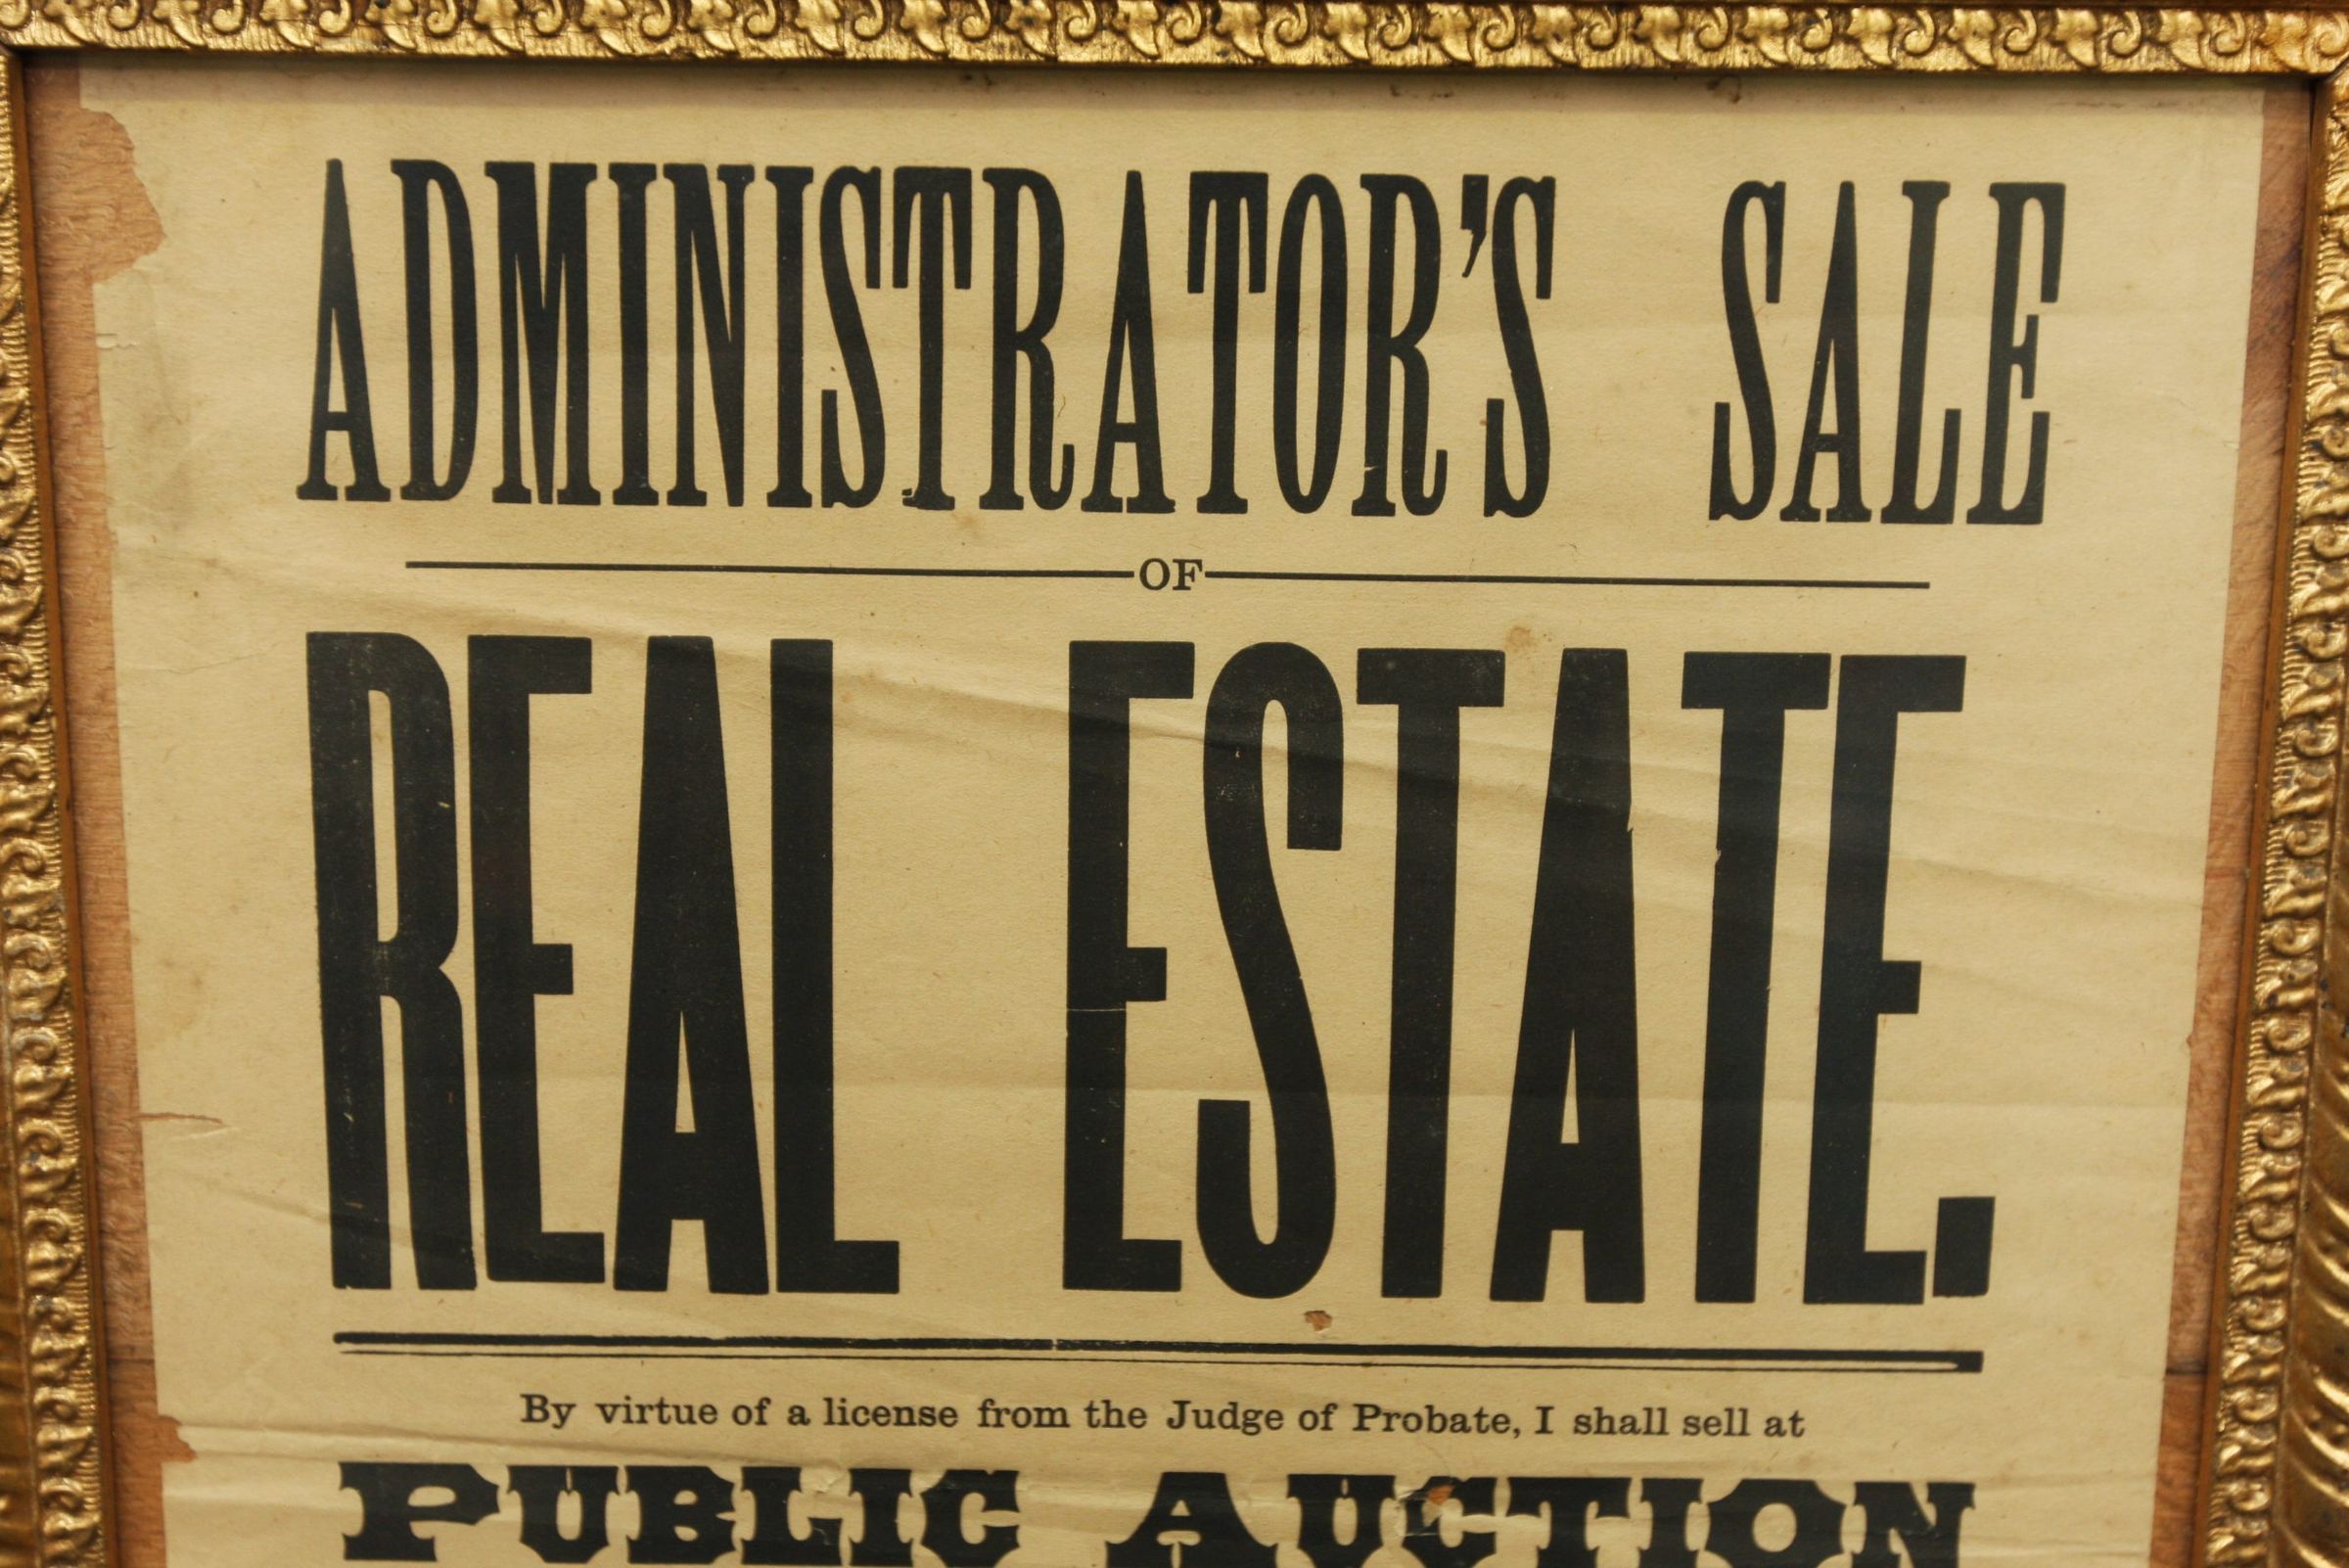 ADMINISTRATOR'S SALE
OF
REAL ESTATE.
By virtue of a license from the Judge of Probate, I shall sell at
PUBLIC AUCTION